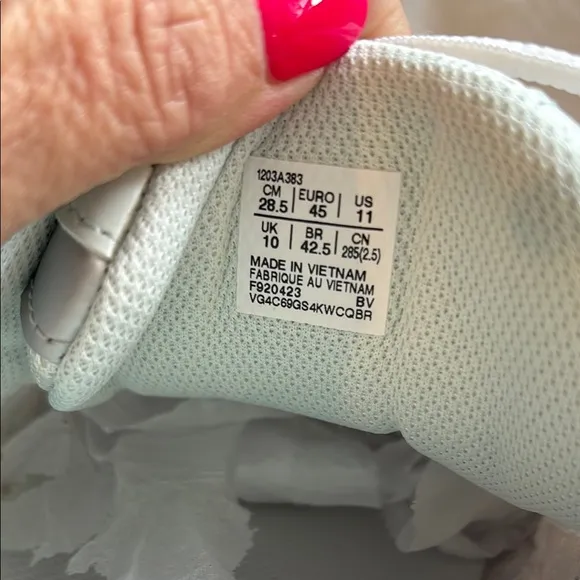 1203A383
CM EURO US
28.5 45 11
UK BR CN
10 42.5 285(2.5)
MADE IN VIETNAM
FABRIQUE AU VIETNAM
F920423 BV
VG4C69GS4KWCQBR